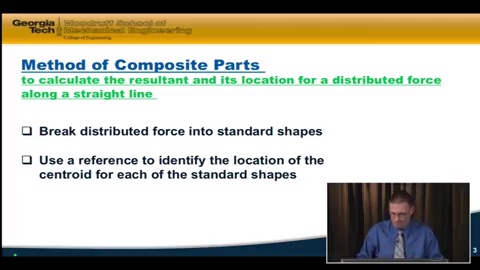 Georgia Tech
Woodruff School of
Mechanical Engineering
College of Engineering
Method of Composite Parts
to calculate the resultant and its location for a distributed force
along a straight line
Break distributed force into standard shapes
Use a reference to identify the location of the
centroid for each of the standard shapes
3